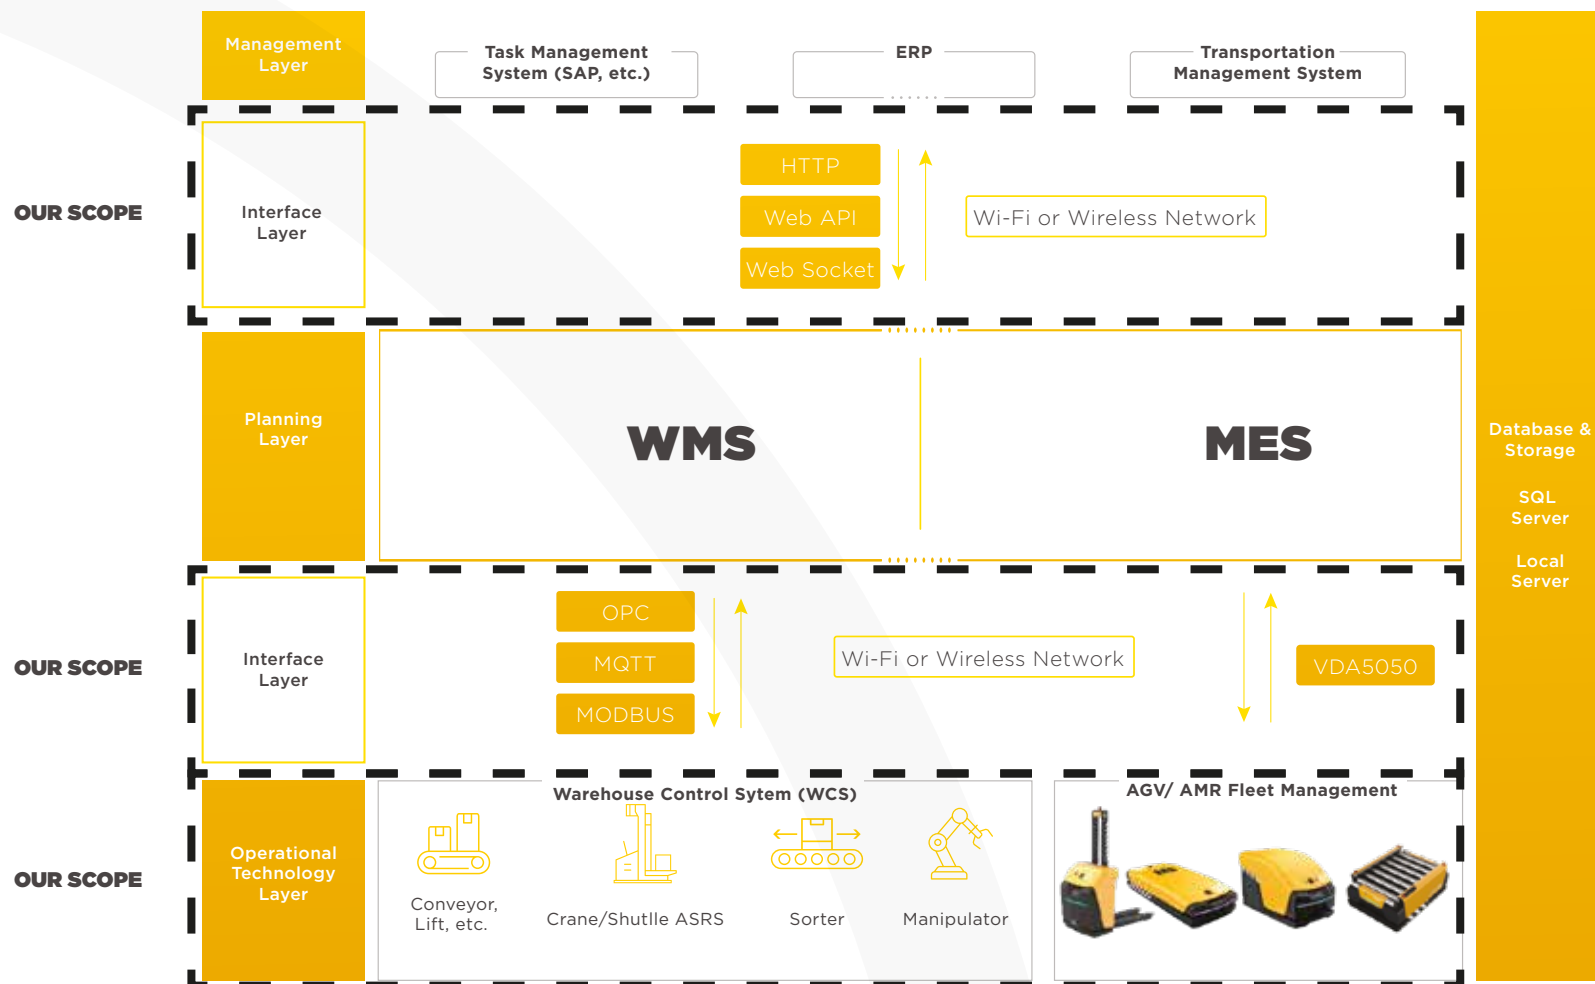 Management
Layer
Task Management
System (SAP, etc.)
ERP
Transportation
Management System
OUR SCOPE
Interface
Layer
HTTP
Web API
Web Socket
Wi-Fi or Wireless Network
Planning
Layer
WMS
MES
Database &
Storage
SQL
Server
Local
Server
OUR SCOPE
Interface
Layer
OPC
MQTT
MODBUS
Wi-Fi or Wireless Network
VDA5050
OUR SCOPE
Operational
Technology
Layer
Warehouse Control Sytem (WCS)
Conveyor,
Lift, etc.
Crane/Shutlle ASRS
Sorter
Manipulator
AGV/ AMR Fleet Management